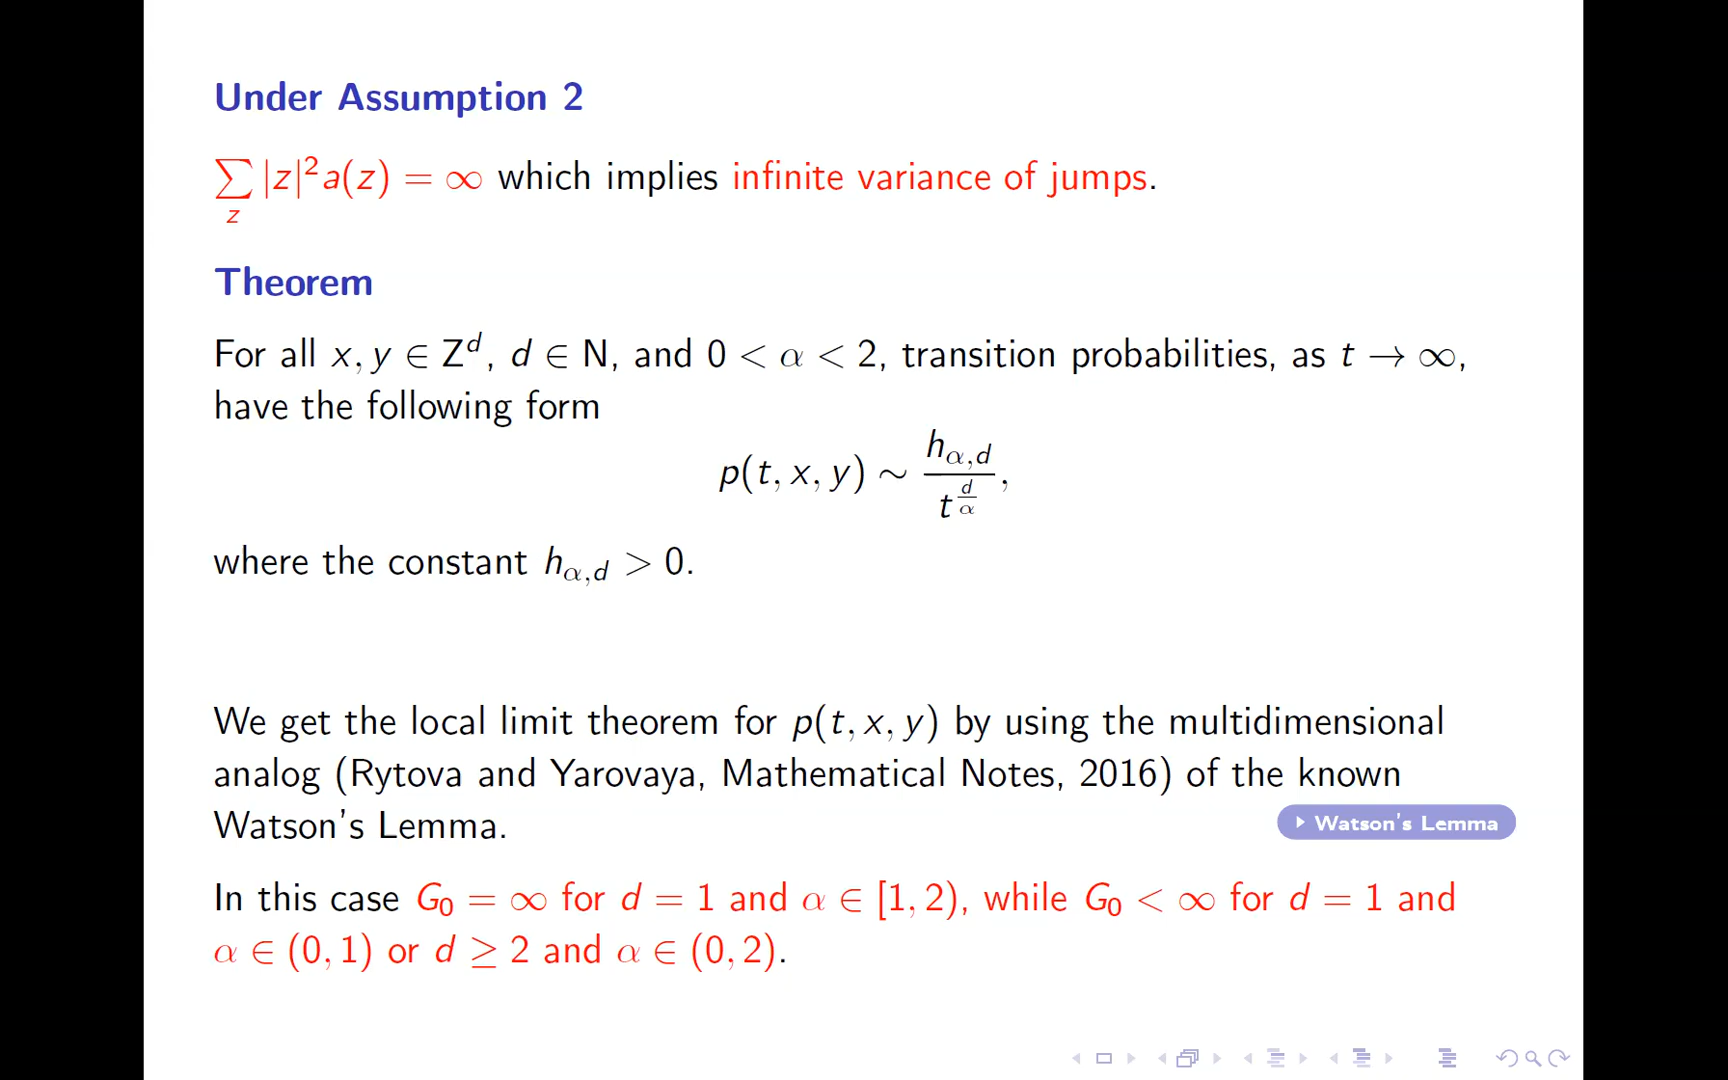 Under Assumption 2
∑_z |z|²a(z) = ∞ which implies infinite variance of jumps.
Theorem
For all x, y ∈ Z^d, d ∈ N, and 0 < α < 2, transition probabilities, as t → ∞,
have the following form
p(t, x, y) ∼ h_{α,d} / t^{d/α},
where the constant h_{α,d} > 0.
We get the local limit theorem for p(t, x, y) by using the multidimensional
analog (Rytova and Yarovaya, Mathematical Notes, 2016) of the known
Watson's Lemma.
Watson's Lemma
In this case G₀ = ∞ for d = 1 and α ∈ [1, 2), while G₀ < ∞ for d = 1 and
α ∈ (0, 1) or d ≥ 2 and α ∈ (0, 2).